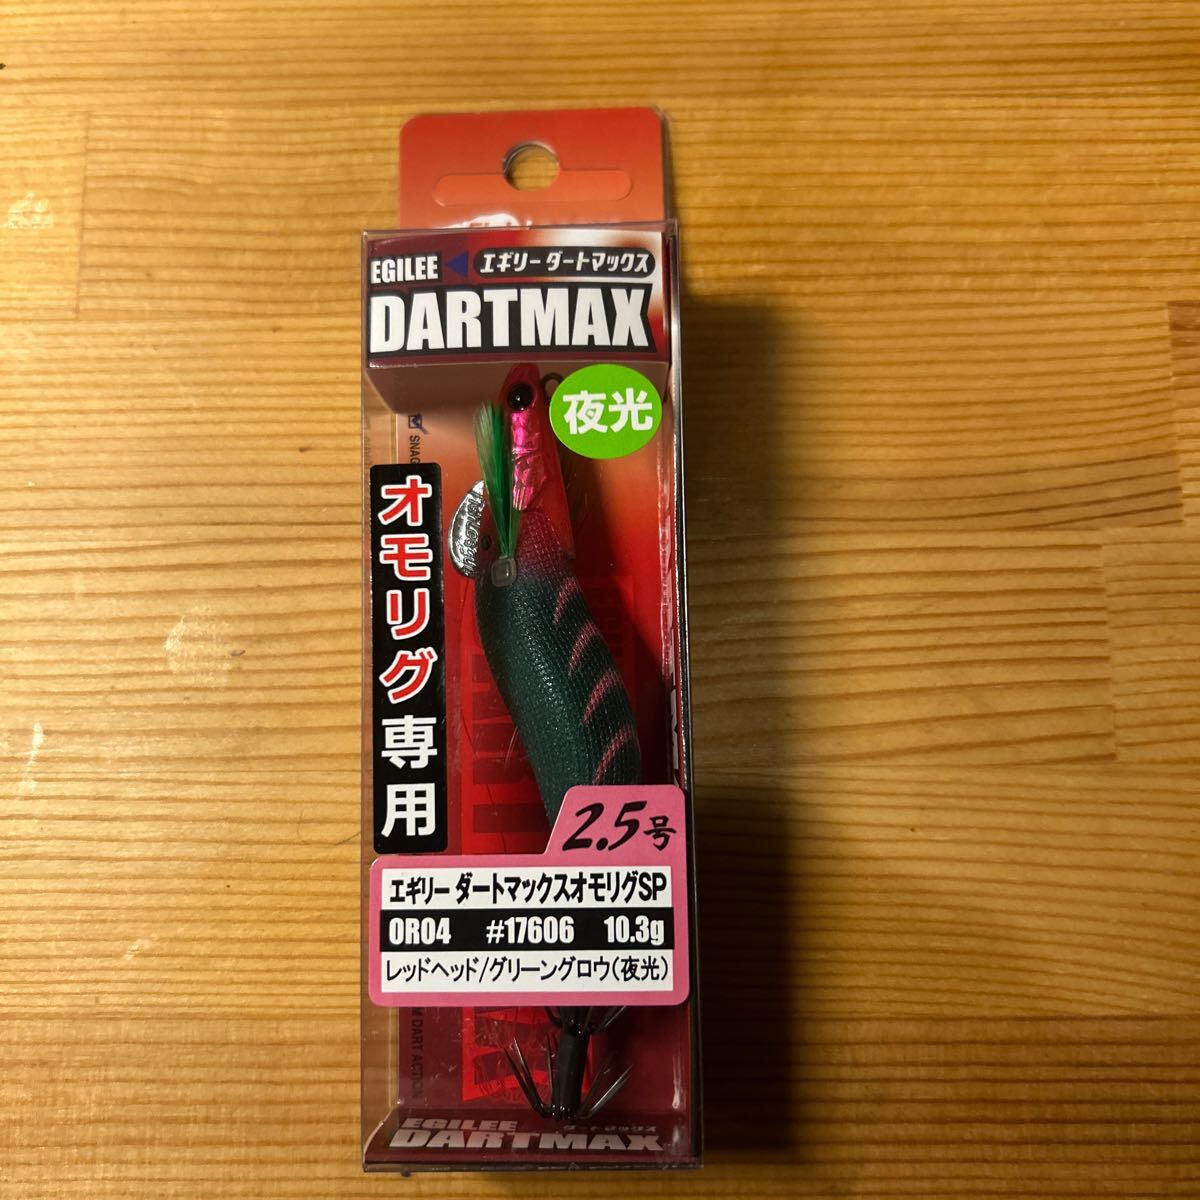 EGILEE
エギリー ダートマックス
DARTMAX
夜光
SNAG
オモリグ専用
2.5号
エギリー ダートマックスオモリグSP
OR04 #17606 10.3g
レッドヘッド/グリーングロウ(夜光)
M DART ACTION
EGILEE ダートマックス
DARTMAX